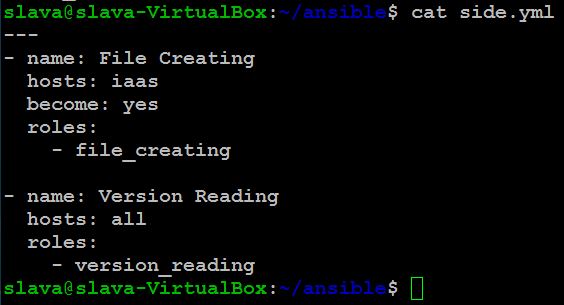 slava@slava-VirtualBox:~/ansible$ cat side.yml
---
- name: File Creating
  hosts: iaas
  become: yes
  roles:
    - file_creating

- name: Version Reading
  hosts: all
  roles:
    - version_reading
slava@slava-VirtualBox:~/ansible$